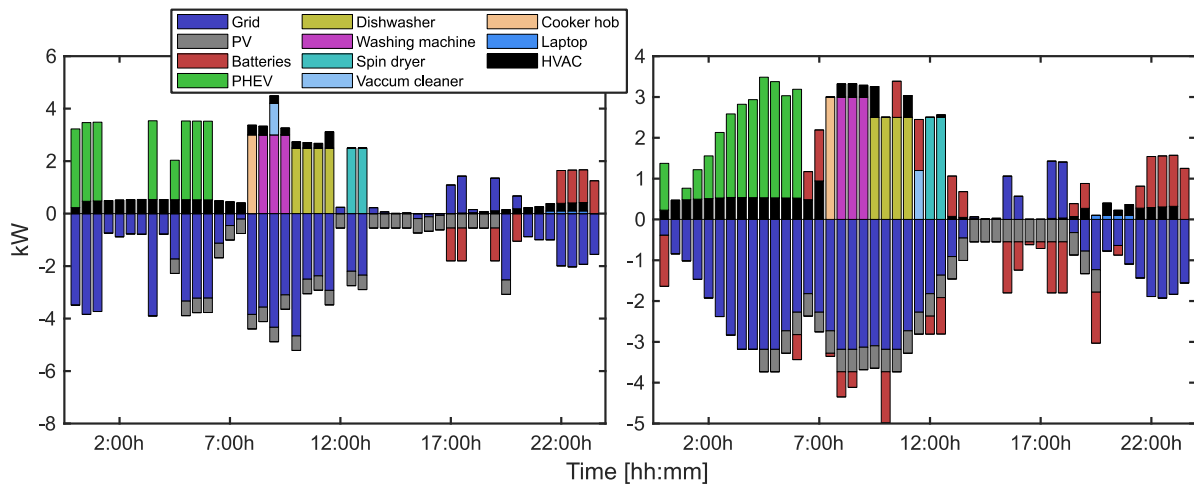 Grid Dishwasher Cooker hob
PV Washing machine Laptop
Batteries Spin dryer HVAC
PHEV Vaccum cleaner
kW
6
4
2
0
-2
-4
-6
-8
2:00h 7:00h 12:00h 17:00h 22:00h
4
3
2
1
0
-1
-2
-3
-4
-5
2:00h 7:00h 12:00h 17:00h 22:00h
Time [hh:mm]